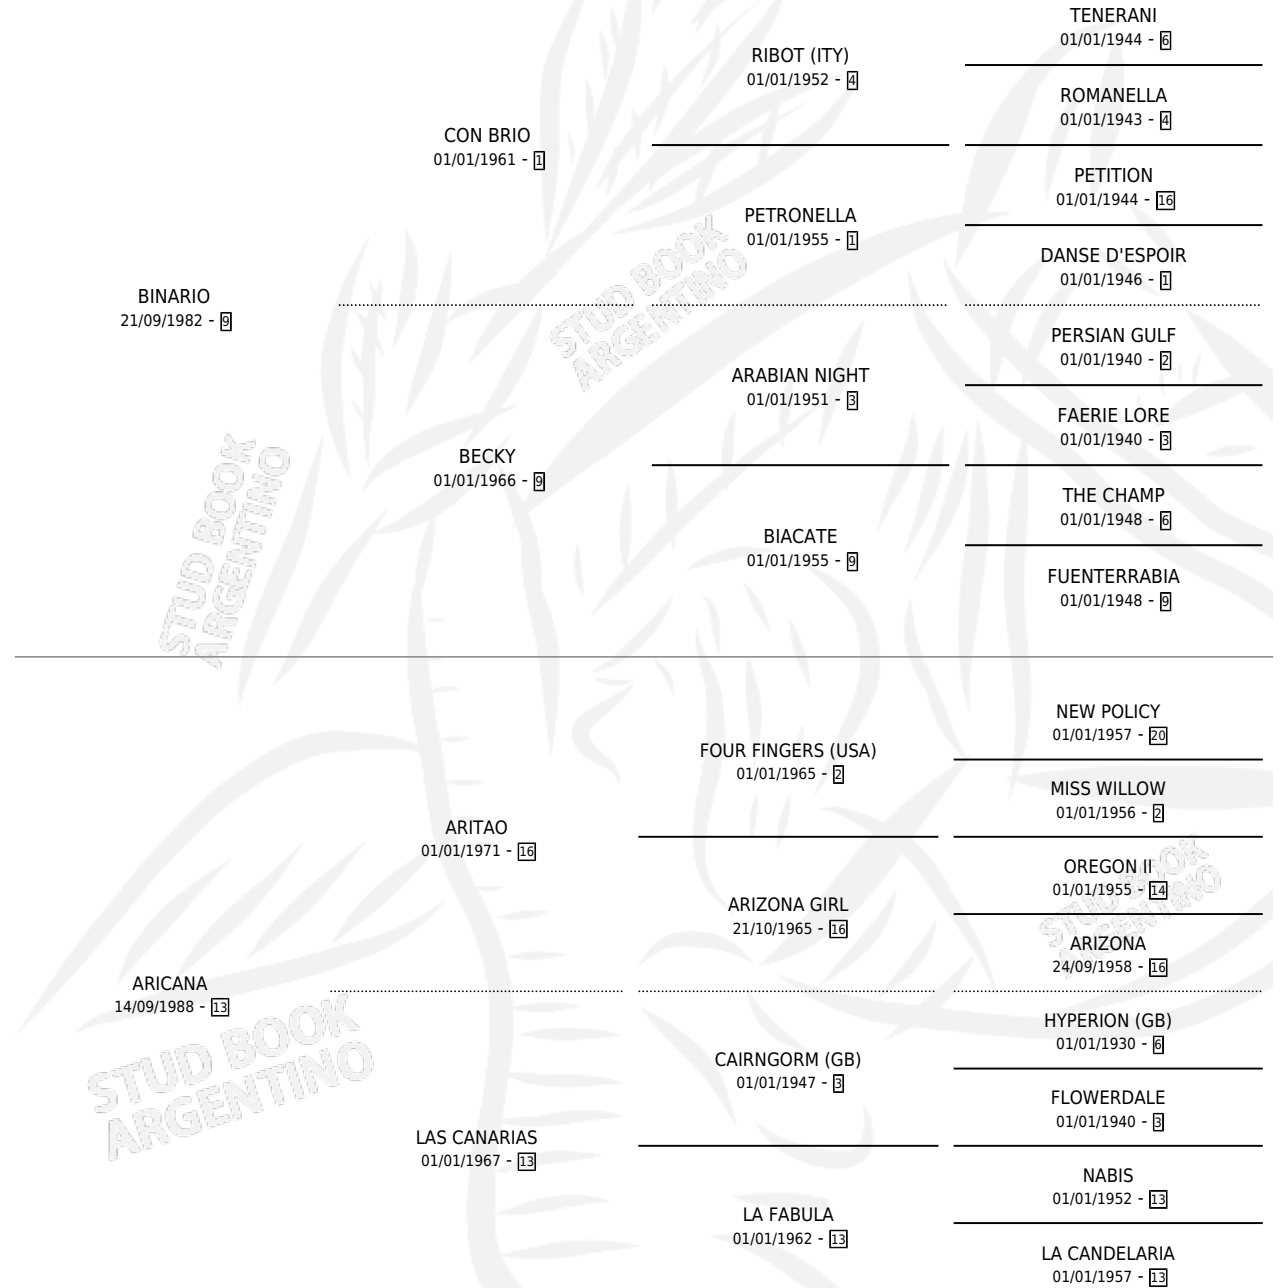 TENERANI
01/01/1944 - 6
RIBOT (ITY)
01/01/1952 - 4
ROMANELLA
01/01/1943 - 4
CON BRIO
01/01/1961 - 1
PETITION
01/01/1944 - 16
PETRONELLA
01/01/1955 - 1
DANSE D'ESPOIR
01/01/1946 - 1
BINARIO
21/09/1982 - 9
STUD BOOK
ARGENTINO
PERSIAN GULF
01/01/1940 - 2
ARABIAN NIGHT
01/01/1951 - 3
FAERIE LORE
01/01/1940 - 3
BECKY
01/01/1966 - 9
THE CHAMP
01/01/1948 - 6
BIACATE
01/01/1955 - 9
FUENTERRABIA
01/01/1948 - 9
STUD BOOK
ARGENTINO
NEW POLICY
01/01/1957 - 20
FOUR FINGERS (USA)
01/01/1965 - 2
MISS WILLOW
01/01/1956 - 2
ARITAO
01/01/1971 - 16
OREGON II
01/01/1955 - 14
ARIZONA GIRL
21/10/1965 - 16
STUD BOOK
ARGENTINO
ARIZONA
24/09/1958 - 16
ARICANA
14/09/1988 - 13
HYPERION (GB)
01/01/1930 - 6
CAIRNGORM (GB)
01/01/1947 - 3
STUD BOOK
ARGENTINO
FLOWERDALE
01/01/1940 - 3
LAS CANARIAS
01/01/1967 - 13
NABIS
01/01/1952 - 13
LA FABULA
01/01/1962 - 13
LA CANDELARIA
01/01/1957 - 13